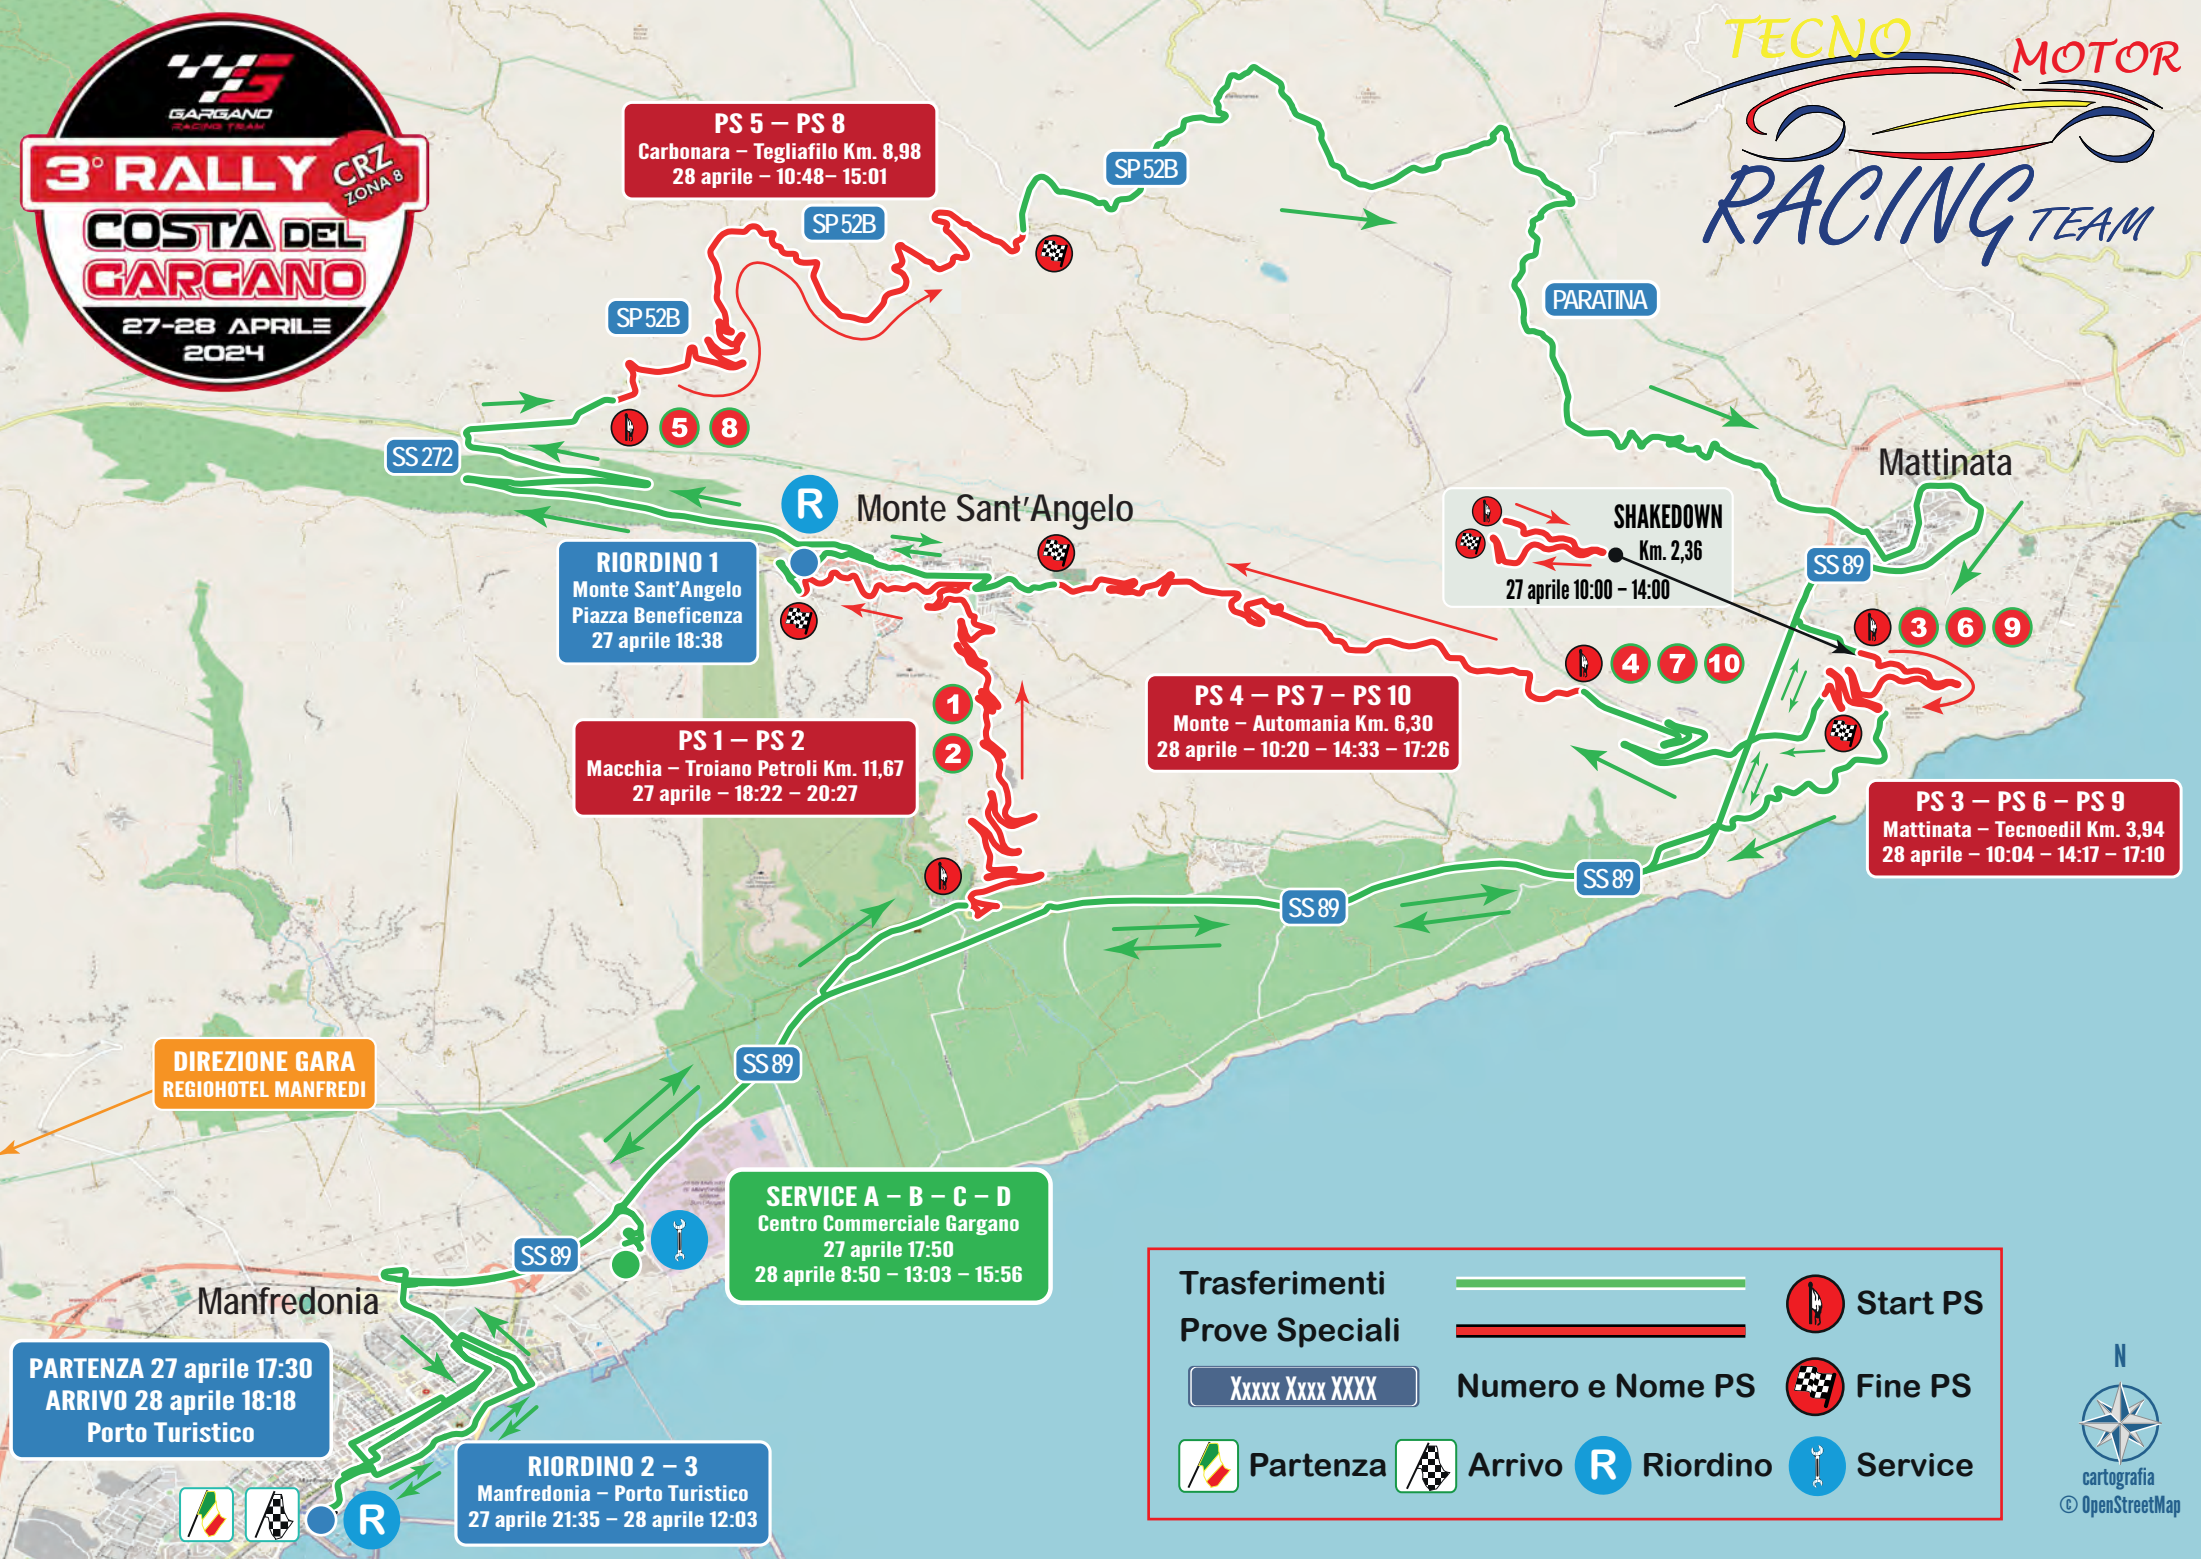 GARGANO
RACING TEAM
3° RALLY
CRZ
ZONA 8
COSTA DEL
GARGANO
27-28 APRILE
2024
TECNO
MOTOR
RACING TEAM
PS 5 – PS 8
Carbonara – Tegliafilo Km. 8,98
28 aprile – 10:48– 15:01
SP 52B
SP 52B
SP 52B
PARATINA
5
8
SS 272
R
Monte Sant'Angelo
Mattinata
SHAKEDOWN
Km. 2,36
27 aprile 10:00 – 14:00
SS 89
RIORDINO 1
Monte Sant'Angelo
Piazza Beneficenza
27 aprile 18:38
3
6
9
4
7
10
1
2
PS 1 – PS 2
Macchia – Troiano Petroli Km. 11,67
27 aprile – 18:22 – 20:27
PS 4 – PS 7 – PS 10
Monte – Automania Km. 6,30
28 aprile – 10:20 – 14:33 – 17:26
PS 3 – PS 6 – PS 9
Mattinata – Tecnoedil Km. 3,94
28 aprile – 10:04 – 14:17 – 17:10
SS 89
SS 89
SS 89
DIREZIONE GARA
REGIOHOTEL MANFREDI
SERVICE A – B – C – D
Centro Commerciale Gargano
27 aprile 17:50
28 aprile 8:50 – 13:03 – 15:56
SS 89
Manfredonia
PARTENZA 27 aprile 17:30
ARRIVO 28 aprile 18:18
Porto Turistico
RIORDINO 2 – 3
Manfredonia – Porto Turistico
27 aprile 21:35 – 28 aprile 12:03
R
Trasferimenti
Start PS
Prove Speciali
Xxxxx Xxxx XXXX
Numero e Nome PS
Fine PS
Partenza
Arrivo
R
Riordino
Service
N
cartografia
© OpenStreetMap